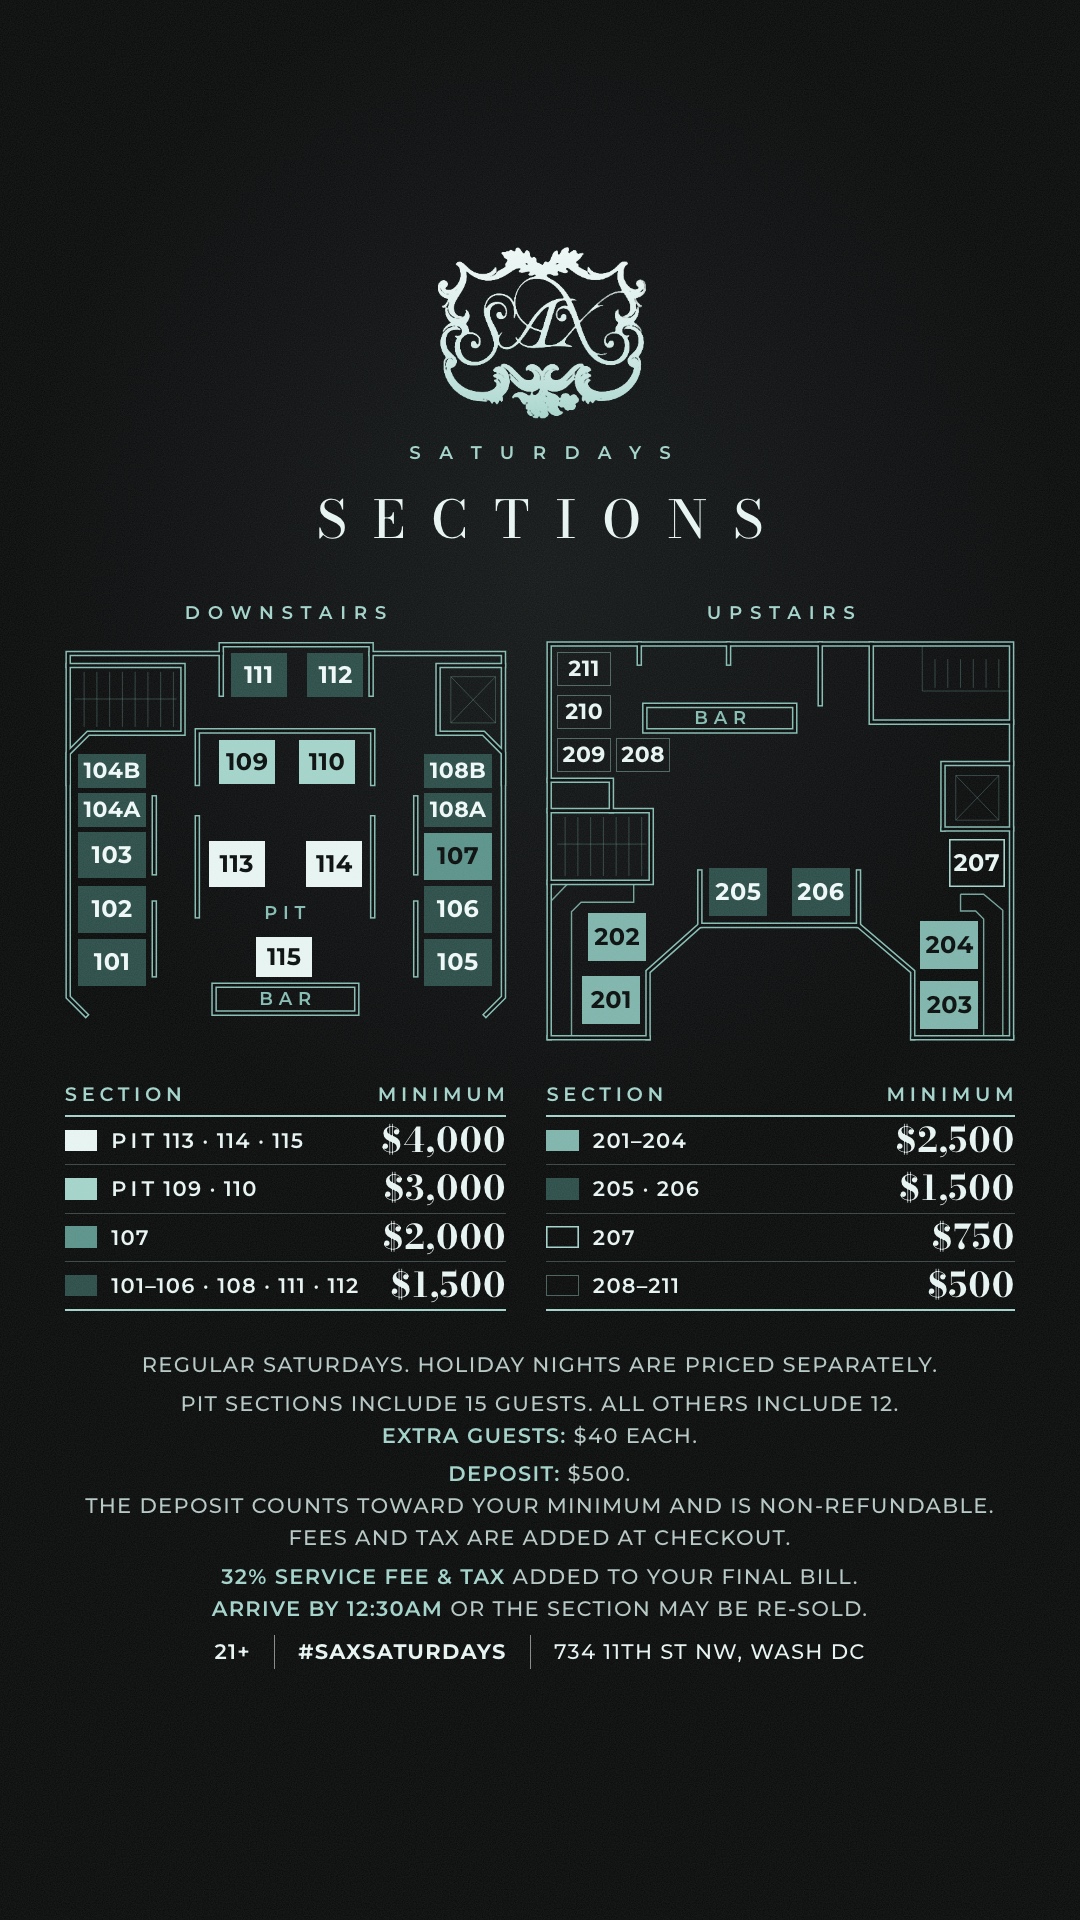 SAX
SATURDAYS
SECTIONS
DOWNSTAIRS
111 112
109 110
104B 108B
104A 108A
103 113 114 107
102 PIT 106
101 115 105
BAR
UPSTAIRS
211
210 BAR
209 208
207
205 206
202 204
201 203
SECTION MINIMUM
PIT 113 · 114 · 115 $4,000
PIT 109 · 110 $3,000
107 $2,000
101–106 · 108 · 111 · 112 $1,500
SECTION MINIMUM
201–204 $2,500
205 · 206 $1,500
207 $750
208–211 $500
REGULAR SATURDAYS. HOLIDAY NIGHTS ARE PRICED SEPARATELY.
PIT SECTIONS INCLUDE 15 GUESTS. ALL OTHERS INCLUDE 12.
EXTRA GUESTS: $40 EACH.
DEPOSIT: $500.
THE DEPOSIT COUNTS TOWARD YOUR MINIMUM AND IS NON-REFUNDABLE.
FEES AND TAX ARE ADDED AT CHECKOUT.
32% SERVICE FEE & TAX ADDED TO YOUR FINAL BILL.
ARRIVE BY 12:30AM OR THE SECTION MAY BE RE-SOLD.
21+ #SAXSATURDAYS 734 11TH ST NW, WASH DC